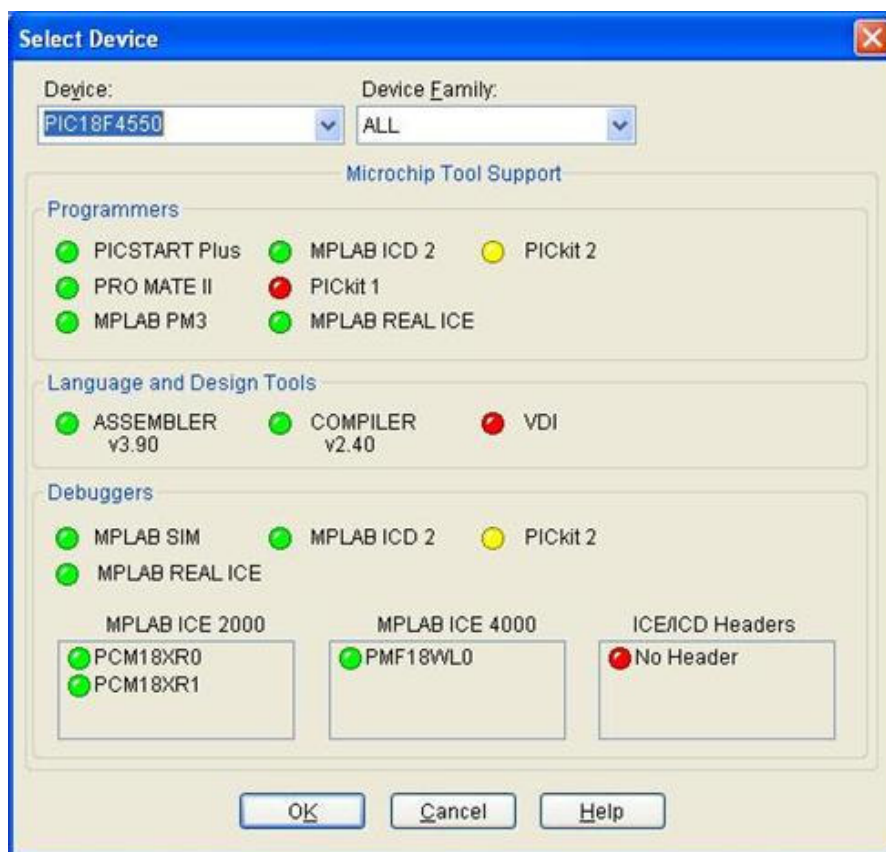 Select Device
Device: Device Family:
PIC18F4550 ALL
Microchip Tool Support
Programmers
PICSTART Plus MPLAB ICD 2 PICkit 2
PRO MATE II PICkit 1
MPLAB PM3 MPLAB REAL ICE
Language and Design Tools
ASSEMBLER COMPILER VDI
v3.90 v2.40
Debuggers
MPLAB SIM MPLAB ICD 2 PICkit 2
MPLAB REAL ICE
MPLAB ICE 2000 MPLAB ICE 4000 ICE/ICD Headers
PCM18XR0 PMF18WL0 No Header
PCM18XR1
OK Cancel Help